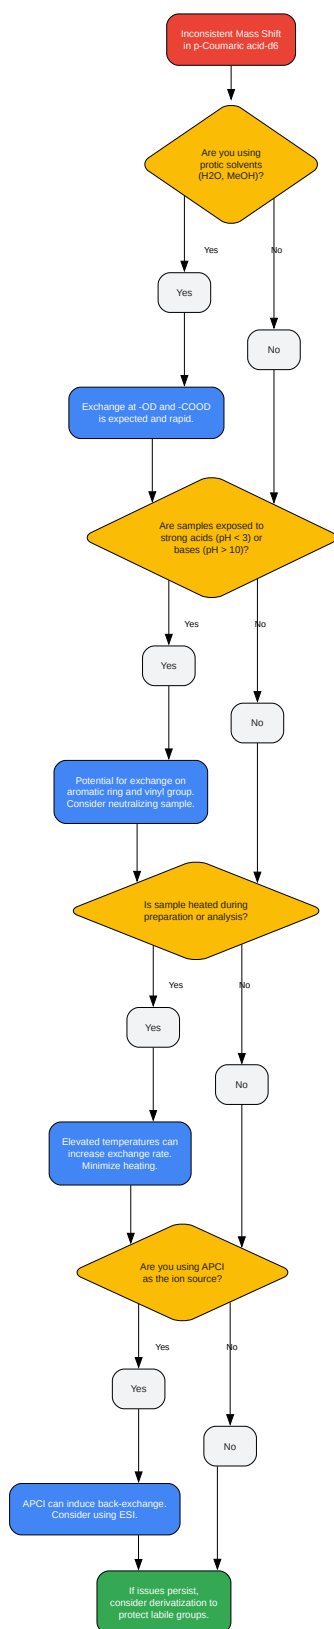 Inconsistent Mass Shift
in p-Coumaric acid-d6
Are you using
protic solvents
(H2O, MeOH)?
Yes
No
Yes
No
Exchange at -OD and -COOD
is expected and rapid.
Are samples exposed to
strong acids (pH < 3) or
bases (pH > 10)?
Yes
No
Yes
No
Potential for exchange on
aromatic ring and vinyl group.
Consider neutralizing sample.
Is sample heated during
preparation or analysis?
Yes
No
Yes
No
Elevated temperatures can
increase exchange rate.
Minimize heating.
Are you using APCI
as the ion source?
Yes
No
Yes
No
APCI can induce back-exchange.
Consider using ESI.
If issues persist,
consider derivatization to
protect labile groups.